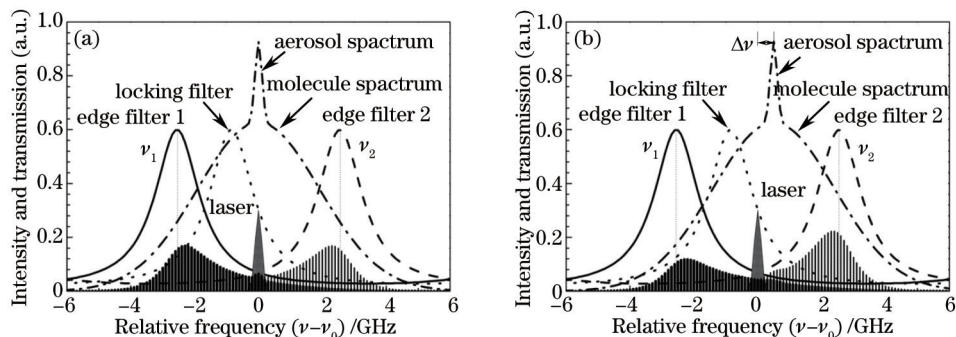 (a)
aerosol spactrum
locking filter
molecule spactrum
edge filter 1
edge filter 2
ν₁
ν₂
laser
Intensity and transmission (a.u.)
1.0
0.8
0.6
0.4
0.2
0
−6
−4
−2
0
2
4
6
Relative frequency (ν−ν₀) /GHz
(b)
Δν
aerosol spactrum
locking filter
molecule spactrum
edge filter 1
edge filter 2
ν₁
ν₂
laser
Intensity and transmission (a.u.)
1.0
0.8
0.6
0.4
0.2
0
−6
−4
−2
0
2
4
6
Relative frequency (ν−ν₀) /GHz